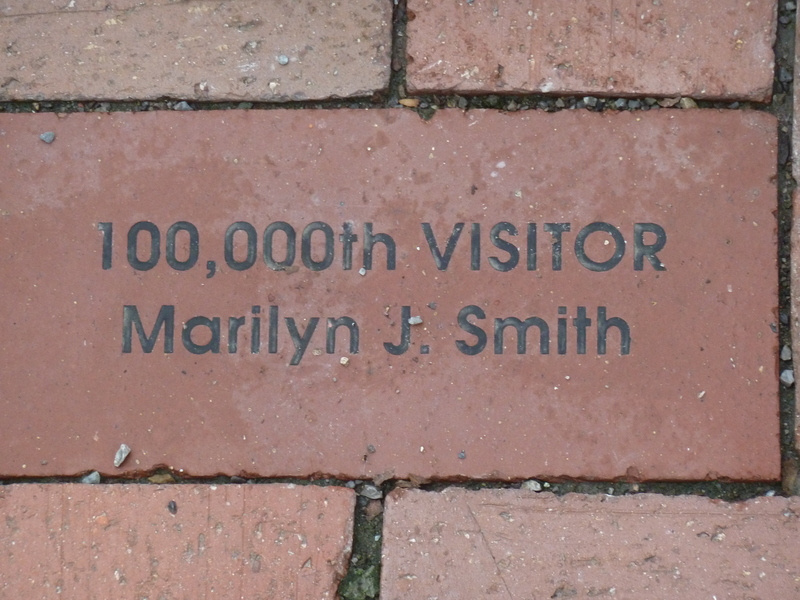 100,000th VISITOR
Marilyn J. Smith